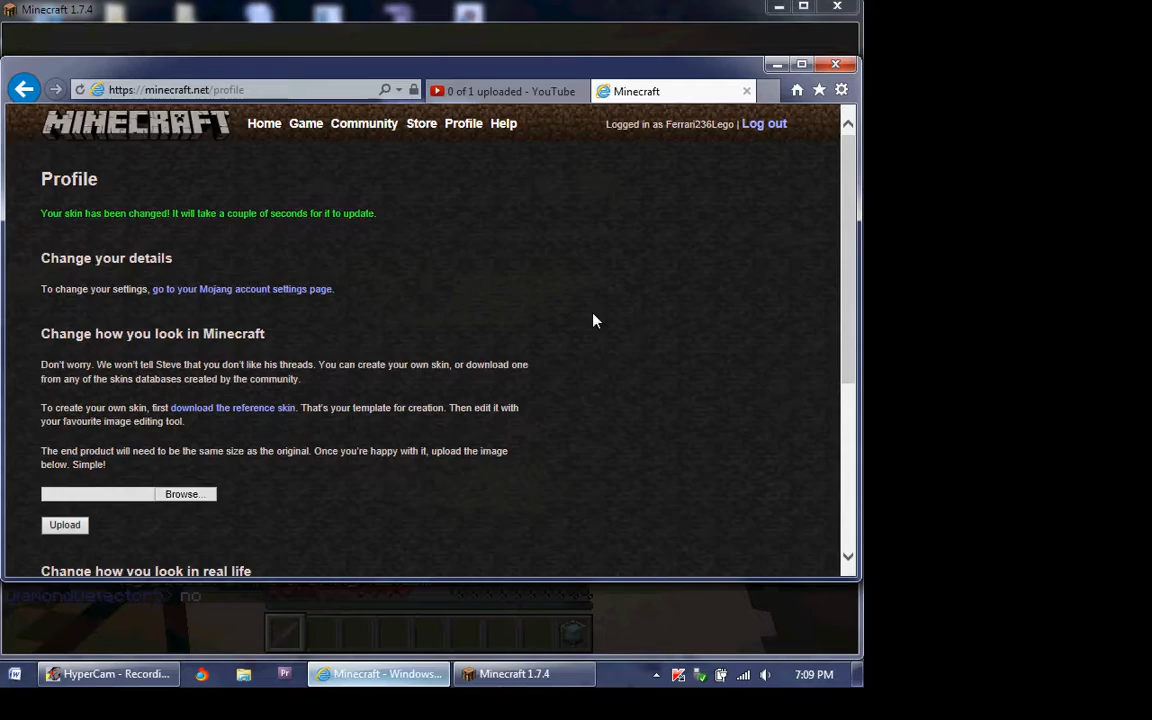 Minecraft 1.7.4
https://minecraft.net/profile
0 of 1 uploaded - YouTube
Minecraft
MINECRAFT
Home Game Community Store Profile Help
Logged in as Ferrari236Lego | Log out
Profile
Your skin has been changed! It will take a couple of seconds for it to update.
Change your details
To change your settings, go to your Mojang account settings page.
Change how you look in Minecraft
Don't worry. We won't tell Steve that you don't like his threads. You can create your own skin, or download one
from any of the skins databases created by the community.
To create your own skin, first download the reference skin. That's your template for creation. Then edit it with
your favourite image editing tool.
The end product will need to be the same size as the original. Once you're happy with it, upload the image
below. Simple!
Browse...
Upload
Change how you look in real life
no
HyperCam - Recordi...
Pr
Minecraft - Windows...
Minecraft 1.7.4
7:09 PM